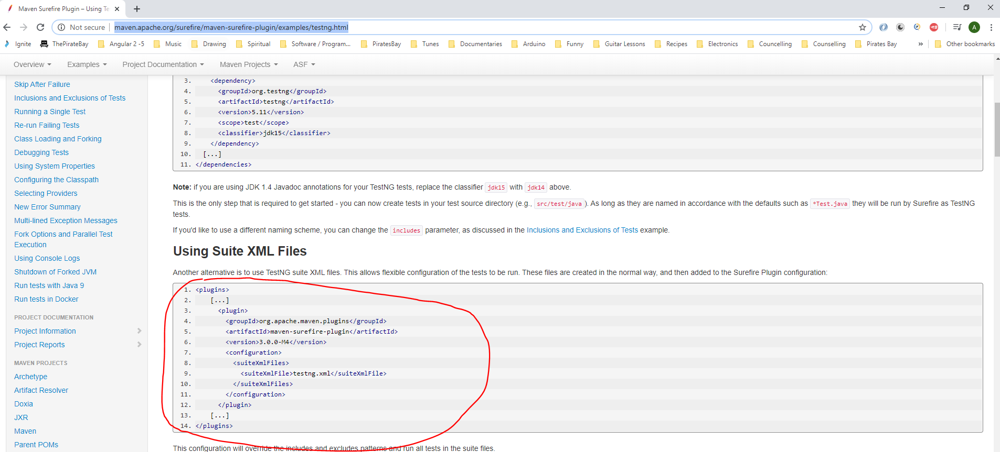 Maven Surefire Plugin – Using Te
Not secure | maven.apache.org/surefire/maven-surefire-plugin/examples/testng.html
A
Ignite ThePirateBay Angular 2 -5 Music Drawing Spiritual Software / Program... PiratesBay Tunes Documentaries Arduino Funny Guitar Lessons Recipes Electronics Councelling Counselling Pirates Bay » Other bookmarks
Overview Examples Project Documentation Maven Projects ASF
Skip After Failure
Inclusions and Exclusions of Tests
Running a Single Test
Re-run Failing Tests
Class Loading and Forking
Debugging Tests
Using System Properties
Configuring the Classpath
Selecting Providers
New Error Summary
Multi-lined Exception Messages
Fork Options and Parallel Test
Execution
Using Console Logs
Shutdown of Forked JVM
Run tests with Java 9
Run tests in Docker
PROJECT DOCUMENTATION
Project Information
Project Reports
MAVEN PROJECTS
Archetype
Artifact Resolver
Doxia
JXR
Maven
Parent POMs
3. <dependency>
4. <groupId>org.testng</groupId>
5. <artifactId>testng</artifactId>
6. <version>5.11</version>
7. <scope>test</scope>
8. <classifier>jdk15</classifier>
9. </dependency>
10. [...]
11. </dependencies>
Note: if you are using JDK 1.4 Javadoc annotations for your TestNG tests, replace the classifier jdk15 with jdk14 above.
This is the only step that is required to get started - you can now create tests in your test source directory (e.g., src/test/java ). As long as they are named in accordance with the defaults such as *Test.java they will be run by Surefire as TestNG
tests.
If you'd like to use a different naming scheme, you can change the includes parameter, as discussed in the Inclusions and Exclusions of Tests example.
Using Suite XML Files
Another alternative is to use TestNG suite XML files. This allows flexible configuration of the tests to be run. These files are created in the normal way, and then added to the Surefire Plugin configuration:
1. <plugins>
2. [...]
3. <plugin>
4. <groupId>org.apache.maven.plugins</groupId>
5. <artifactId>maven-surefire-plugin</artifactId>
6. <version>3.0.0-M4</version>
7. <configuration>
8. <suiteXmlFiles>
9. <suiteXmlFile>testng.xml</suiteXmlFile>
10. </suiteXmlFiles>
11. </configuration>
12. </plugin>
13. [...]
14. </plugins>
This configuration will override the includes and excludes patterns and run all tests in the suite files.